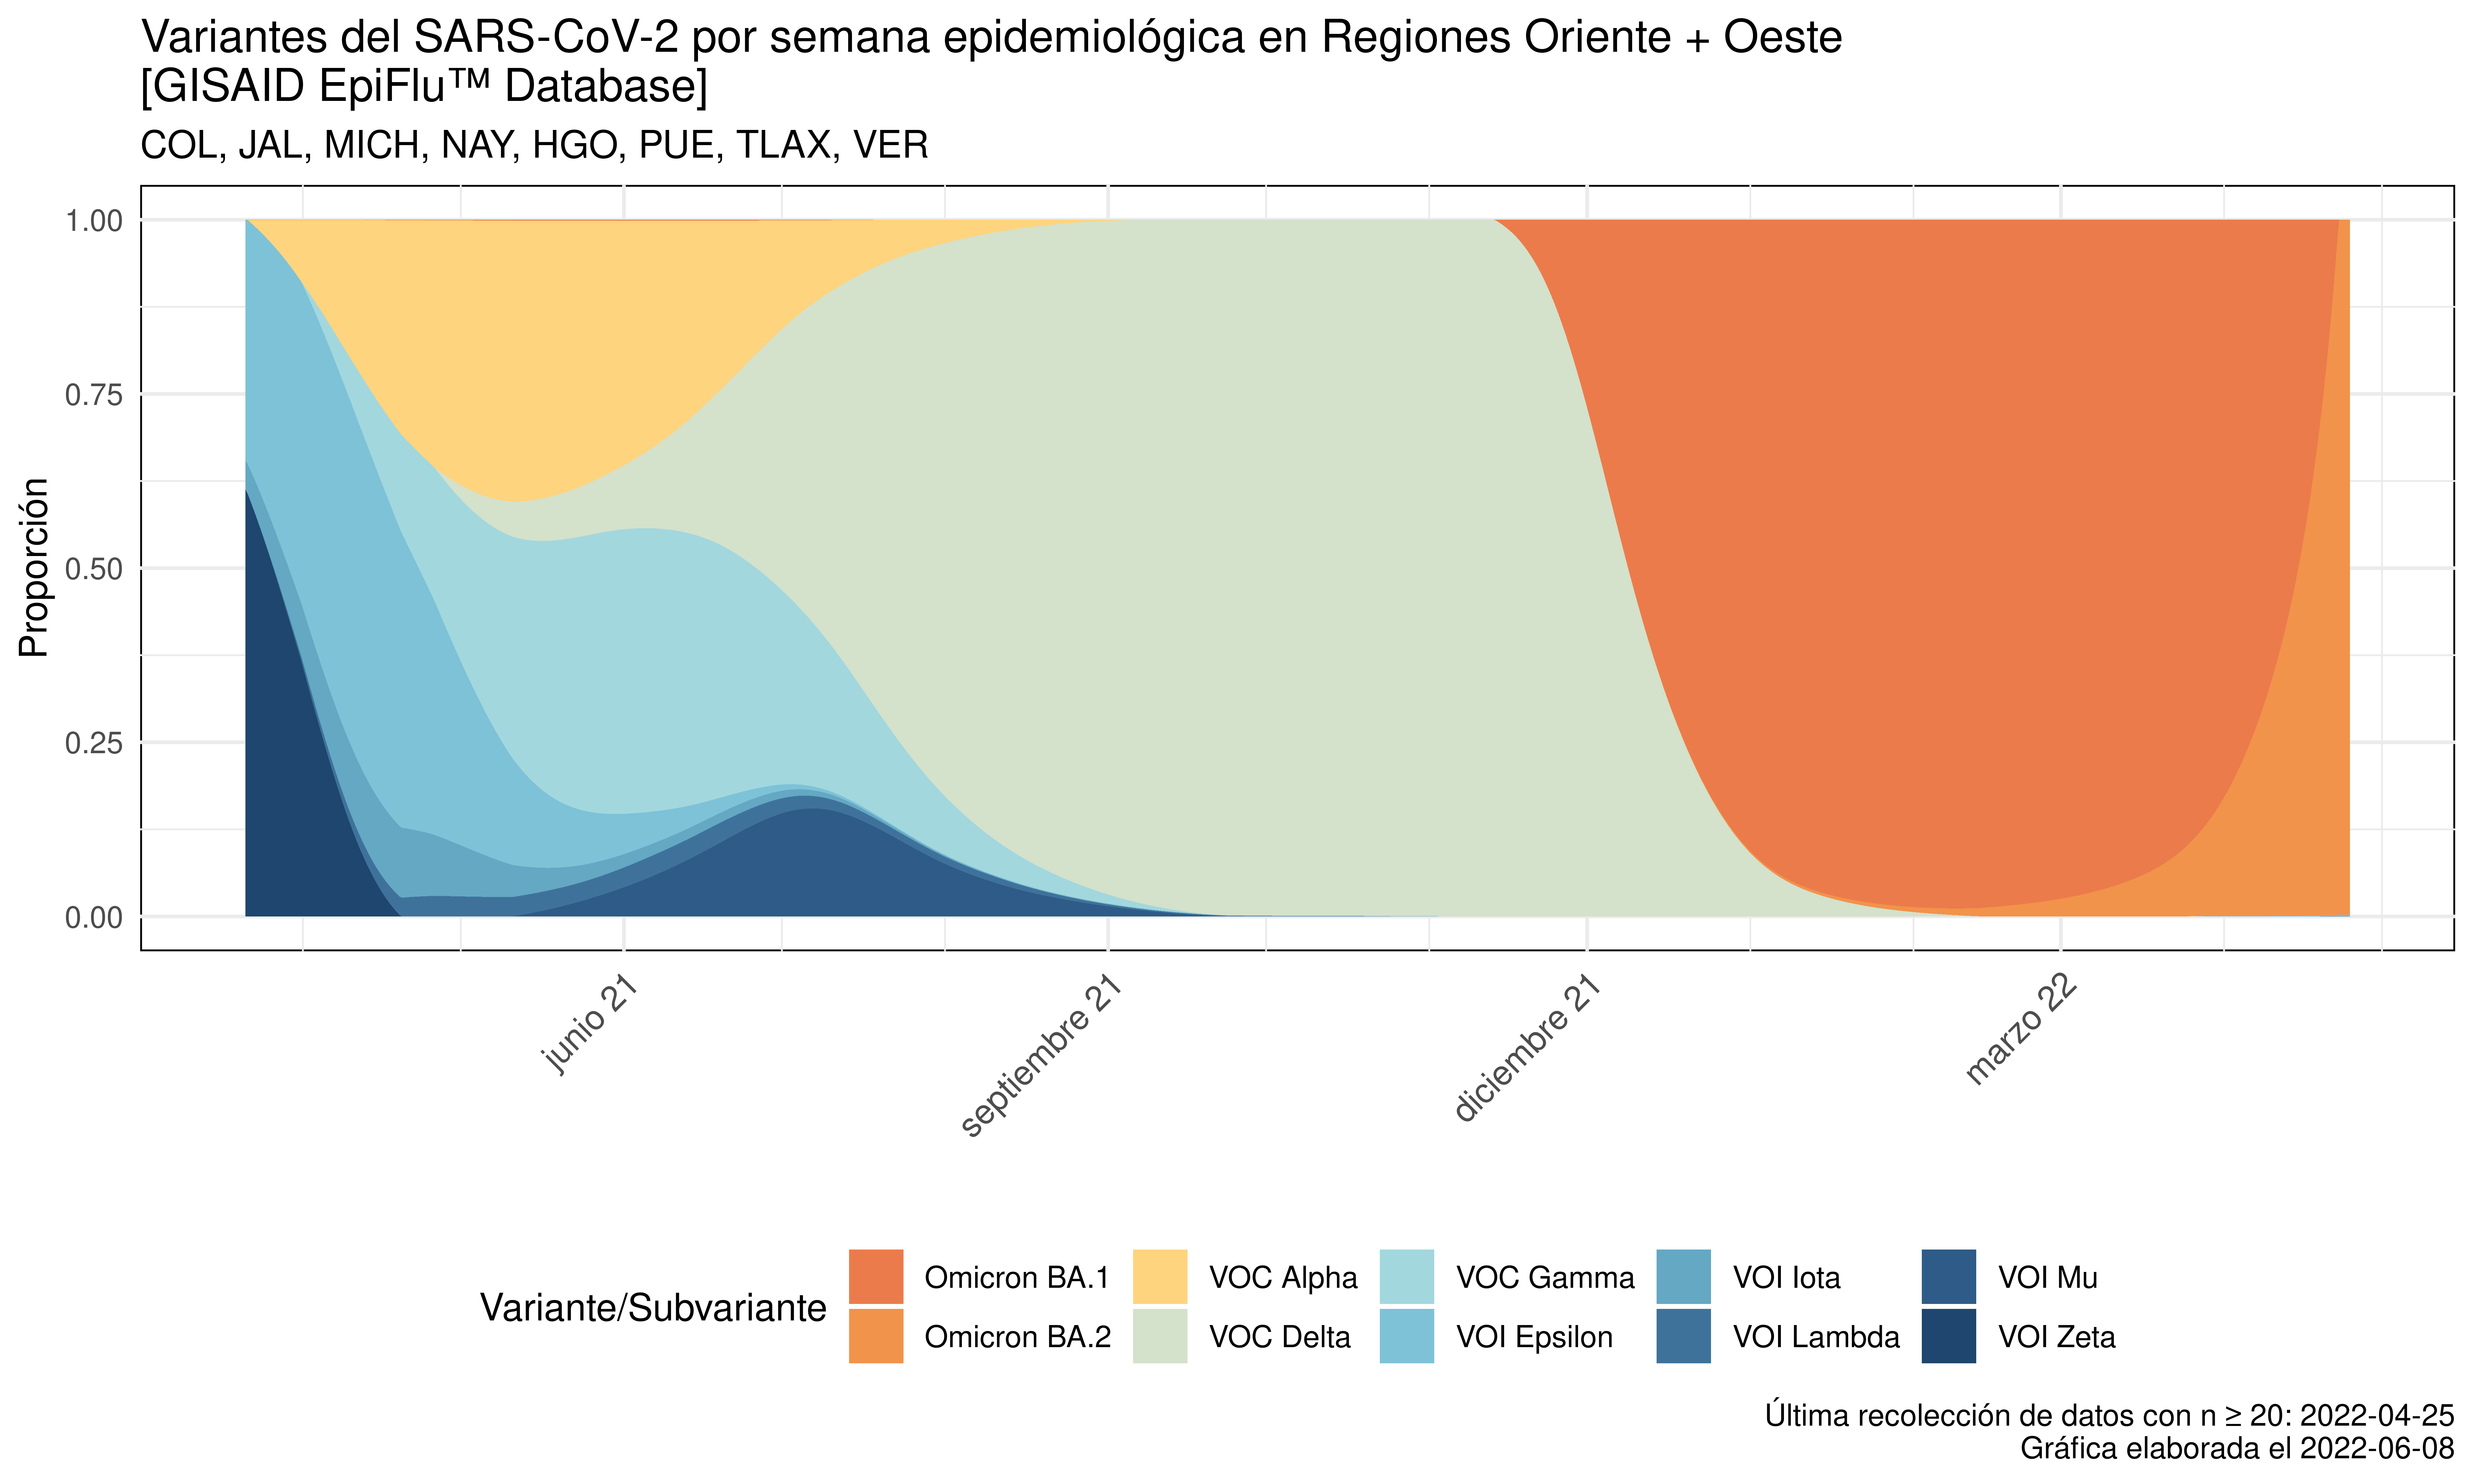 Variantes del SARS-CoV-2 por semana epidemiológica en Regiones Oriente + Oeste
[GISAID EpiFlu™ Database]
COL, JAL, MICH, NAY, HGO, PUE, TLAX, VER
Proporción
1.00
0.75
0.50
0.25
0.00
junio 21
septiembre 21
diciembre 21
marzo 22
Variante/Subvariante
Omicron BA.1
Omicron BA.2
VOC Alpha
VOC Delta
VOC Gamma
VOI Epsilon
VOI Iota
VOI Lambda
VOI Mu
VOI Zeta
Última recolección de datos con n ≥ 20: 2022-04-25
Gráfica elaborada el 2022-06-08